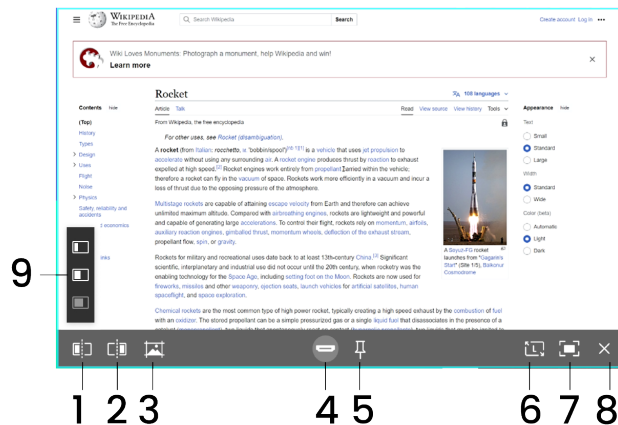 WIKIPEDIA
The Free Encyclopedia
Search Wikipedia
Search
Create account Log in •••
Wiki Loves Monuments: Photograph a monument, help Wikipedia and win!
Learn more
Contents hide
(Top)
History
Types
Design
Uses
Flight
Noise
Physics
Safety, reliability and
accidents
t economics
inks
Rocket
108 languages
Article Talk
Read View source View history Tools
From Wikipedia, the free encyclopedia
For other uses, see Rocket (disambiguation).
A rocket (from Italian: rocchetto, lit. 'bobbin/spool') is a vehicle that uses jet propulsion to
accelerate without using any surrounding air. A rocket engine produces thrust by reaction to exhaust
expelled at high speed.[2] Rocket engines work entirely from propellant carried within the vehicle;
therefore a rocket can fly in the vacuum of space. Rockets work more efficiently in a vacuum and incur a
loss of thrust due to the opposing pressure of the atmosphere.
Multistage rockets are capable of attaining escape velocity from Earth and therefore can achieve
unlimited maximum altitude. Compared with airbreathing engines, rockets are lightweight and powerful
and capable of generating large accelerations. To control their flight, rockets rely on momentum, airfoils,
auxiliary reaction engines, gimballed thrust, momentum wheels, deflection of the exhaust stream,
propellant flow, spin, or gravity.
Rockets for military and recreational uses date back to at least 13th-century China.[3] Significant
scientific, interplanetary and industrial use did not occur until the 20th century, when rocketry was the
enabling technology for the Space Age, including setting foot on the Moon. Rockets are now used for
fireworks, missiles and other weaponry, ejection seats, launch vehicles for artificial satellites, human
spaceflight, and space exploration.
Chemical rockets are the most common type of high power rocket, typically creating a high speed exhaust by the combustion of fuel
with an oxidizer. The stored propellant can be a simple pressurized gas or a single liquid fuel that disassociates in the presence of a
A Soyuz-FG rocket
launches from "Gagarin's
Start" (Site 1/5), Baikonur
Cosmodrome
Appearance hide
Text
Small
Standard
Large
Width
Standard
Wide
Color (beta)
Automatic
Light
Dark
L
9
1 2 3 4 5 6 7 8